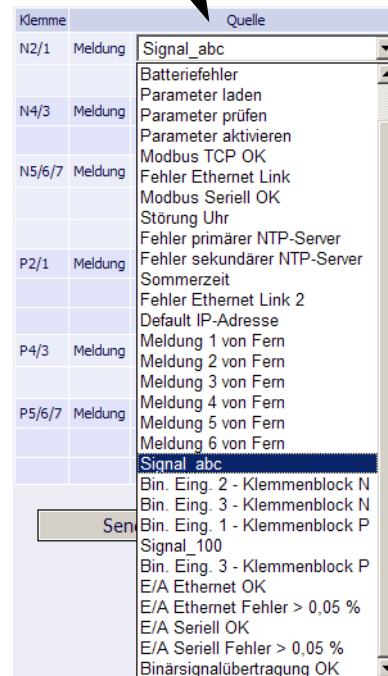 Klemme Quelle
N2/1 Meldung Signal_abc
Batteriefehler
Parameter laden
N4/3 Meldung Parameter prüfen
Parameter aktivieren
Modbus TCP OK
N5/6/7 Meldung Fehler Ethernet Link
Modbus Seriell OK
Störung Uhr
Fehler primärer NTP-Server
P2/1 Meldung Fehler sekundärer NTP-Server
Sommerzeit
Fehler Ethernet Link 2
Default IP-Adresse
P4/3 Meldung Meldung 1 von Fern
Meldung 2 von Fern
Meldung 3 von Fern
Meldung 4 von Fern
P5/6/7 Meldung Meldung 5 von Fern
Meldung 6 von Fern
Signal_abc
Bin. Eing. 2 - Klemmenblock N
Bin. Eing. 3 - Klemmenblock N
Sen Bin. Eing. 1 - Klemmenblock P
Signal_100
Bin. Eing. 3 - Klemmenblock P
E/A Ethernet OK
E/A Ethernet Fehler > 0,05 %
E/A Seriell OK
E/A Seriell Fehler > 0,05 %
Binärsignalübertragung OK